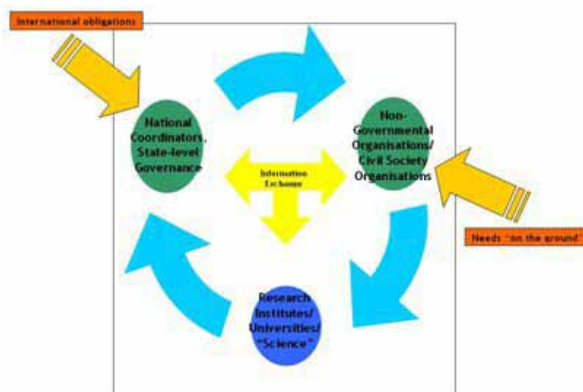 International obligations
National
Coordinators,
State-level
Governance
Non-
Governmental
Organisations/
Civil Society
Organisations
Information
Needs "on the ground"
Research
Institutes/
Universities/
"Science"